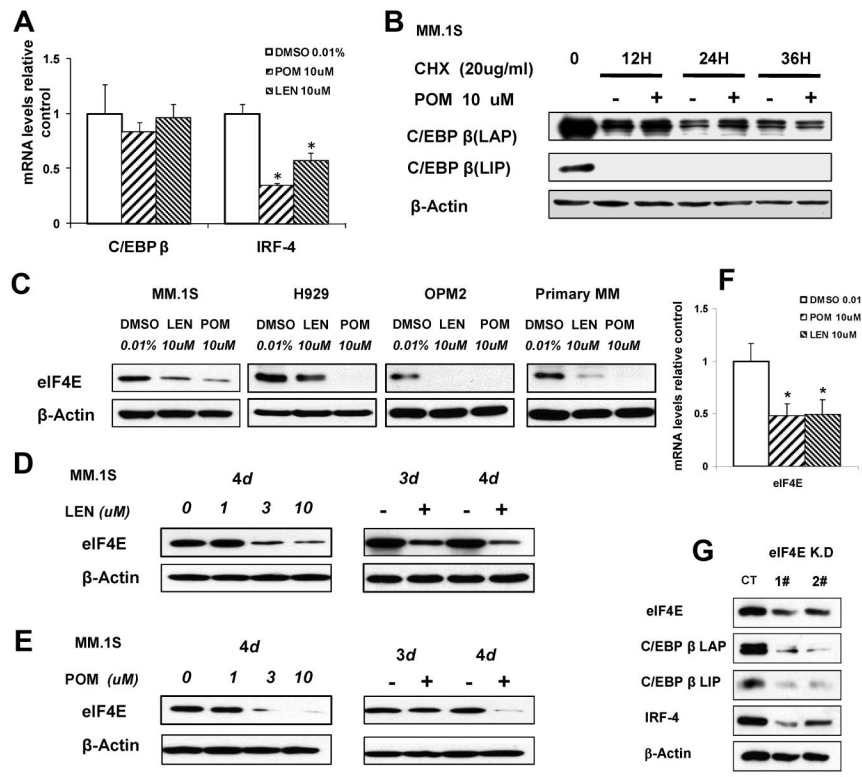 A
mRNA levels relative control
1.5
1
0.5
0
DMSO 0.01%
POM 10uM
LEN 10uM
* *
C/EBP β IRF-4
B
MM.1S
CHX (20ug/ml) 0 12H 24H 36H
POM 10 uM - + - + - +
C/EBP β(LAP)
C/EBP β(LIP)
β-Actin
C
MM.1S H929 OPM2 Primary MM
DMSO LEN POM DMSO LEN POM DMSO LEN POM DMSO LEN POM
0.01% 10uM 10uM 0.01% 10uM 10uM 0.01% 10uM 10uM 0.01% 10uM 10uM
eIF4E
β-Actin
F
mRNA levels relative control
1.5
1
0.5
0
DMSO 0.01
POM 10uM
LEN 10uM
* *
eIF4E
D
MM.1S 4d 3d 4d
LEN (uM) 0 1 3 10 - + - +
eIF4E
β-Actin
E
MM.1S 4d 3d 4d
POM (uM) 0 1 3 10 - + - +
eIF4E
β-Actin
G
eIF4E K.D
CT 1# 2#
eIF4E
C/EBP β LAP
C/EBP β LIP
IRF-4
β-Actin